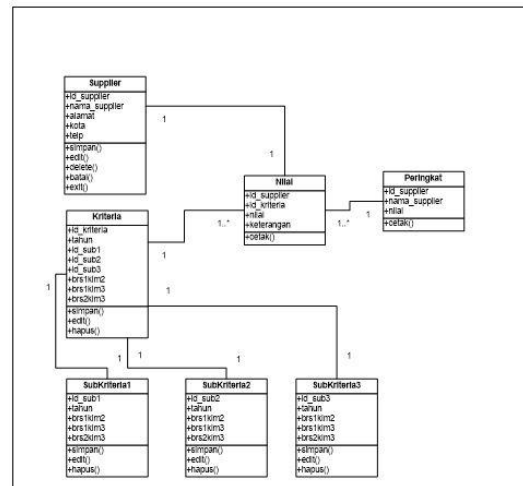 Supplier
+id_supplier
+nama_supplier
+alamat
+kota
+telp
+simpan()
+edit()
+delete()
+batal()
+exit()
1
1
Nilai
+id_supplier
+id_kriteria
+nilai
+keterangan
+cetak()
Peringkat
+id_supplier
+nama_supplier
+nilai
+cetak()
1..*
1..*
1
Kriteria
+id_kriteria
+tahun
+id_sub1
+id_sub2
+id_sub3
+brs1klm2
+brs1klm3
+brs2klm3
+simpan()
+edit()
+hapus()
1
1
1
1
1
1
1
SubKriteria1
+id_sub1
+tahun
+brs1klm2
+brs1klm3
+brs2klm3
+simpan()
+edit()
+hapus()
SubKriteria2
+id_sub2
+tahun
+brs1klm2
+brs1klm3
+brs2klm3
+simpan()
+edit()
+hapus()
SubKriteria3
+id_sub3
+tahun
+brs1klm2
+brs1klm3
+brs2klm3
+simpan()
+edit()
+hapus()